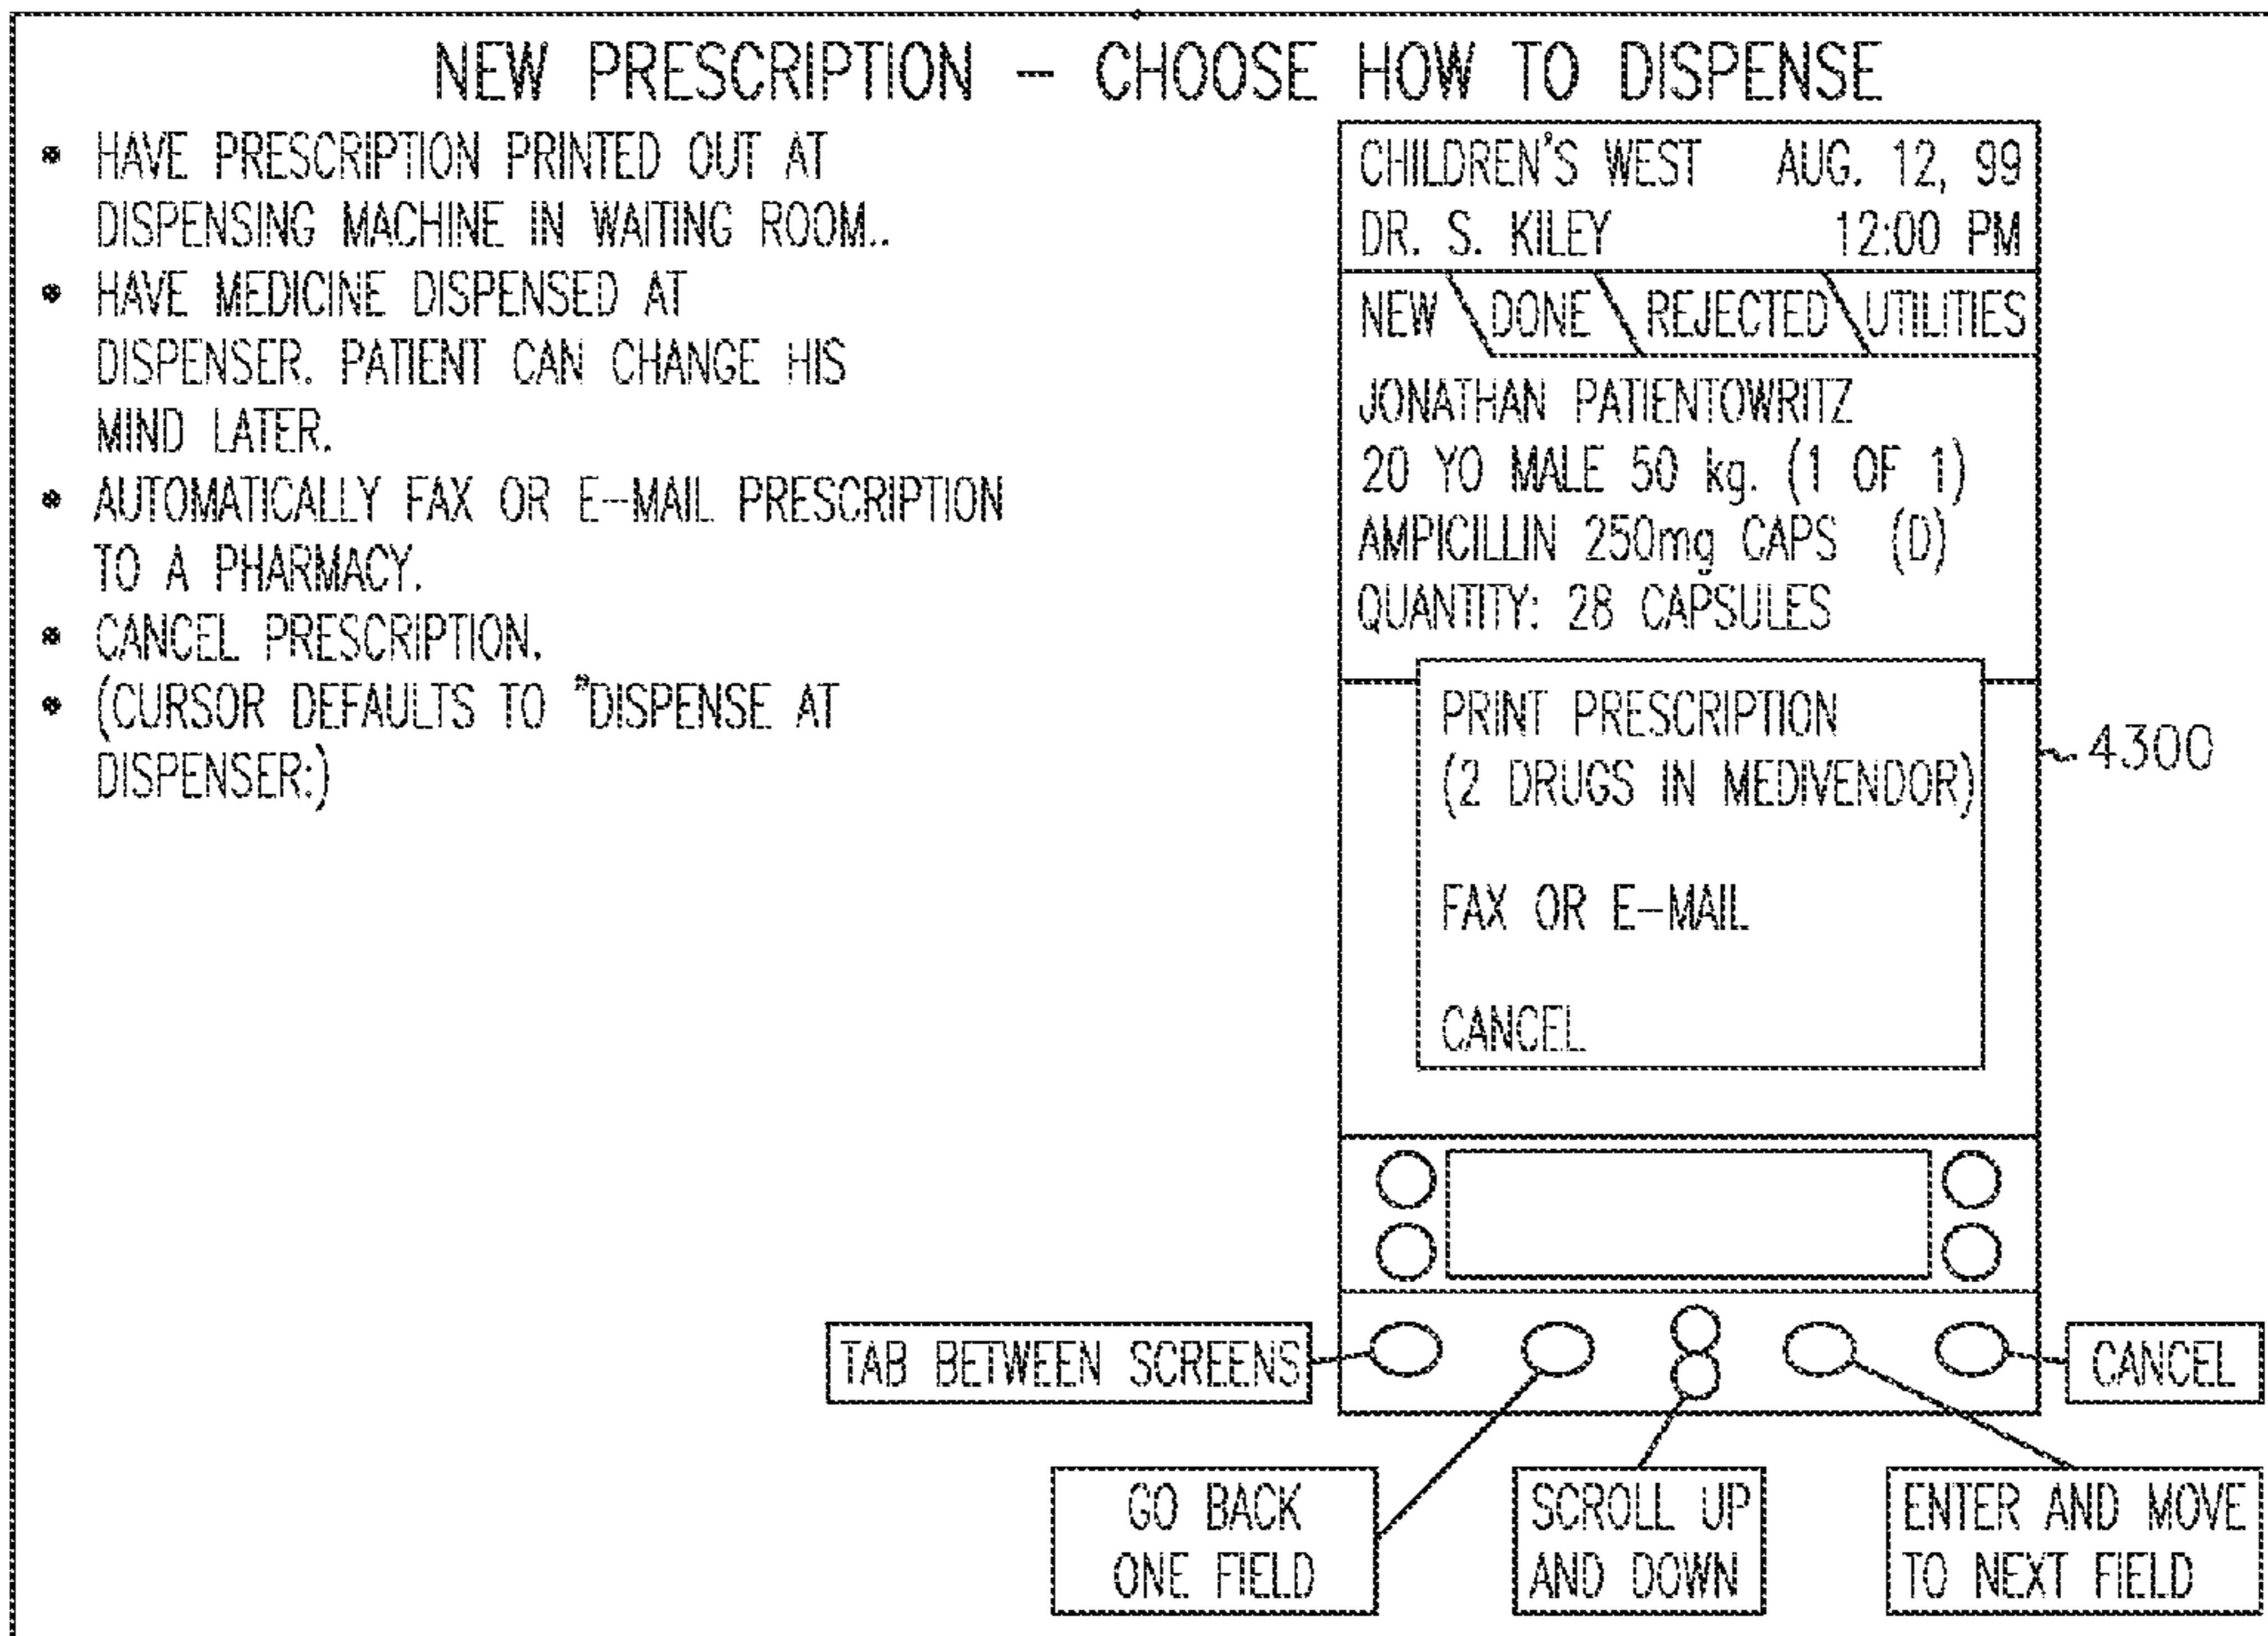 NEW PRESCRIPTION – CHOOSE HOW TO DISPENSE
• HAVE PRESCRIPTION PRINTED OUT AT
DISPENSING MACHINE IN WAITING ROOM..
• HAVE MEDICINE DISPENSED AT
DISPENSER. PATIENT CAN CHANGE HIS
MIND LATER.
• AUTOMATICALLY FAX OR E–MAIL PRESCRIPTION
TO A PHARMACY.
• CANCEL PRESCRIPTION.
• (CURSOR DEFAULTS TO "DISPENSE AT
DISPENSER:)
CHILDREN'S WEST AUG. 12, 99
DR. S. KILEY 12:00 PM
NEW DONE REJECTED UTILITIES
JONATHAN PATIENTOWRITZ
20 YO MALE 50 kg. (1 OF 1)
AMPICILLIN 250mg CAPS (D)
QUANTITY: 28 CAPSULES
PRINT PRESCRIPTION
(2 DRUGS IN MEDIVENDOR)
FAX OR E–MAIL
CANCEL
4300
TAB BETWEEN SCREENS
CANCEL
GO BACK
ONE FIELD
SCROLL UP
AND DOWN
ENTER AND MOVE
TO NEXT FIELD